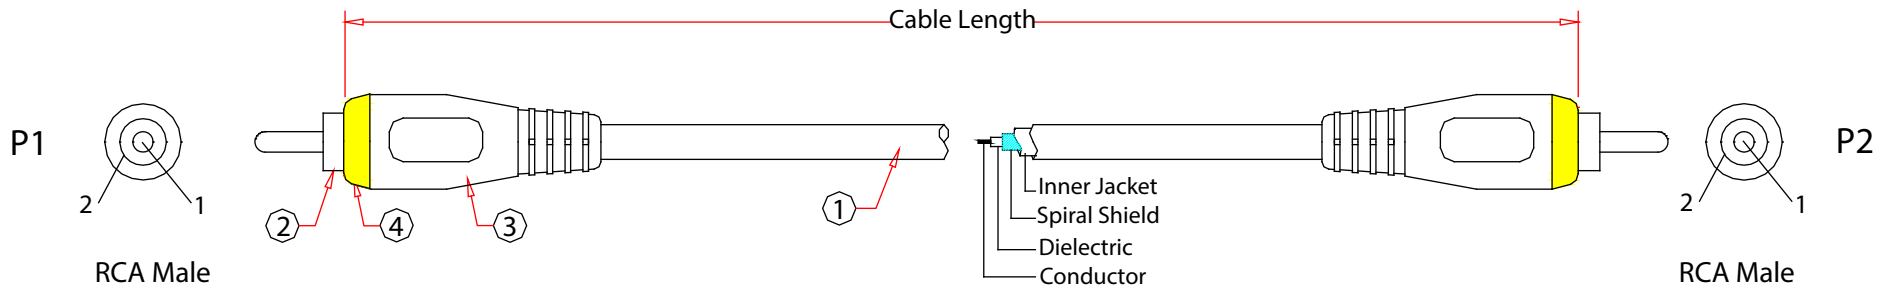 Cable Length
P1
2
1
RCA Male
2
4
3
1
Inner Jacket
Spiral Shield
Dielectric
Conductor
P2
2
1
RCA Male